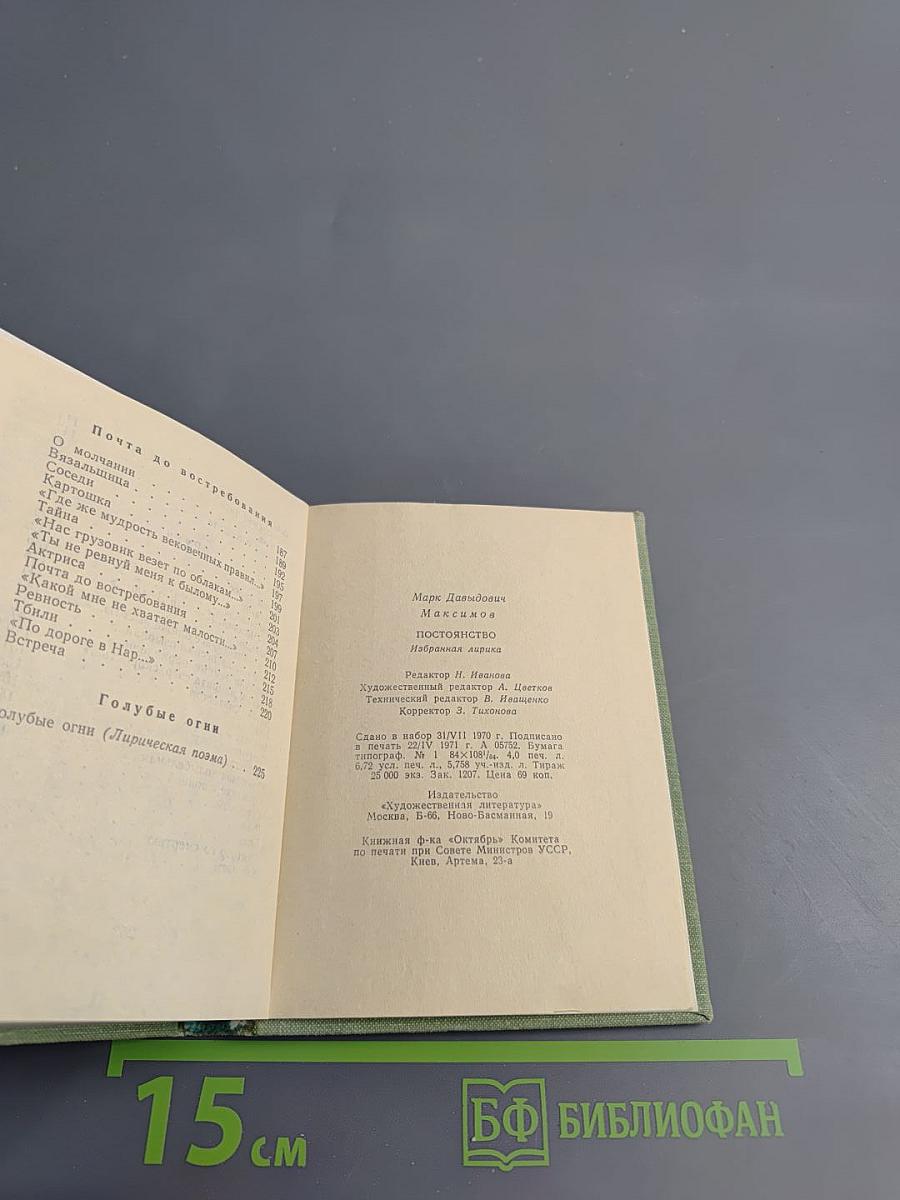 Почта до востребования
О молчании . . . . . . 187
Вязальщица . . . . . . 189
Соседи . . . . . . 192
Картошка . . . . . . 195
«Где же мудрость вековечных правил...» 197
Тайна . . . . . . 199
«Нас грузовик везет по облакам...» 201
«Ты не ревнуй меня к былому...» 203
Актриса . . . . . . 204
Почта до востребования . . . 207
«Какой мне не хватает малости...» 210
Ревность . . . . . . 212
Тбили . . . . . . 215
«По дороге в Нар...» . . . . 218
Встреча . . . . . . 220
Голубые огни
олубые огни (Лирическая поэма) . . 225
Марк Давыдович
Максимов
ПОСТОЯНСТВО
Избранная лирика
Редактор Н. Иванова
Художественный редактор А. Цветков
Технический редактор В. Иващенко
Корректор З. Тихонова
Сдано в набор 31/VII 1970 г. Подписано
в печать 22/IV 1971 г. А 05752. Бумага
типограф. № 1 84×108¹/₆₄. 4,0 печ. л.
6,72 усл. печ. л., 5,758 уч.-изд. л. Тираж
25 000 экз. Зак. 1207. Цена 69 коп.
Издательство
«Художественная литература»
Москва, Б-66, Ново-Басманная, 19
Книжная ф-ка «Октябрь» Комитета
по печати при Совете Министров УССР,
Киев, Артема, 23-а
15 см
БФ БИБЛИОФАН